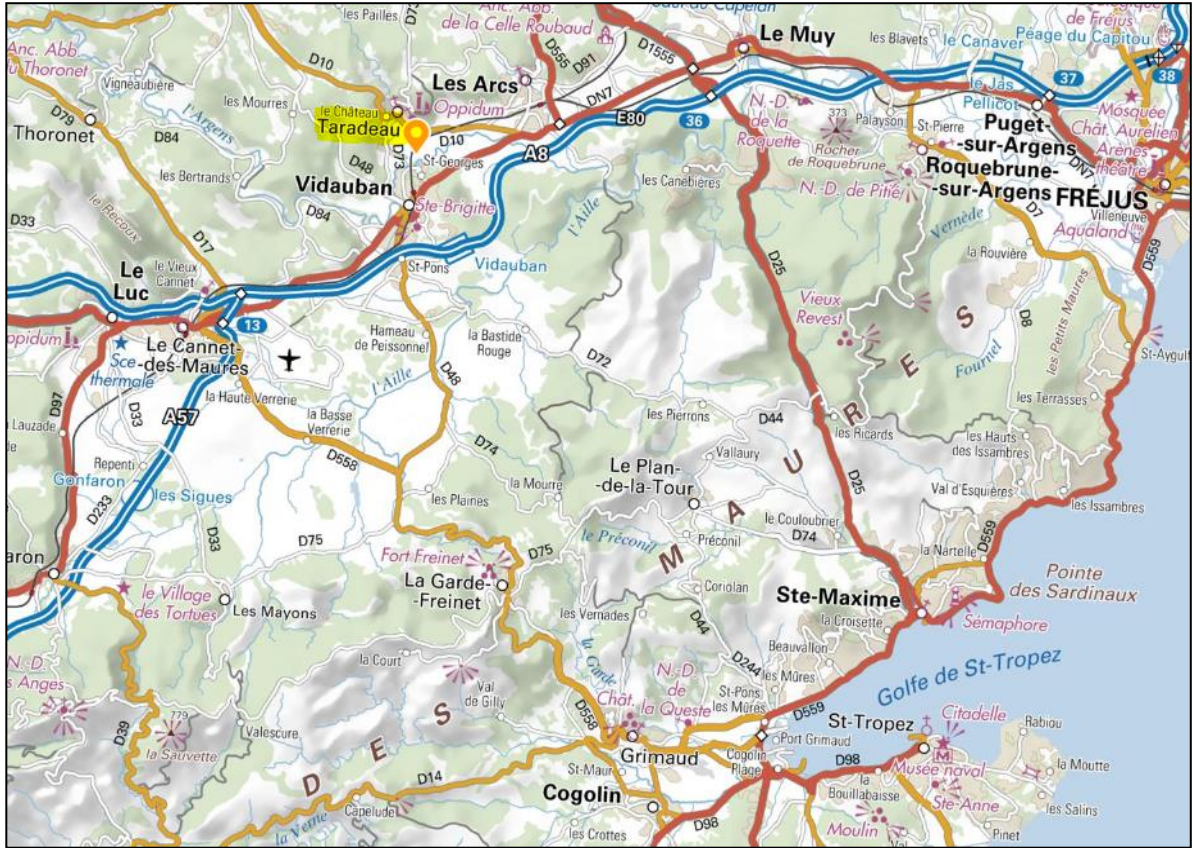 les Pailles
D73
Anc. Abb.
de la Celle Roubaud
D555
D91
D1555
Le Muy
les Blavets
le Canaver
de Fréjus
Péage du Capitou
Anc. Abb.
du Thoronet
Vignéaubière
D10
Les Arcs
DN7
37
38
l'Argens
les Mourres
le Château
Oppidum
E80
36
N.-D.
de la
Roquette
373
Palayson
le Jas
Pellicot
Mosquée
Chât. Aurelien
Arènes
théâtre
D79
Thoronet
D84
Taradeau
D10
D73
St-Georges
A8
Rocher
de Roquebrune
St-Pierre
Puget-
-sur-Argens
DN7
les Bertrands
D48
Vidauban
les Canebières
N.-D. de Pitié
Roquebrune-
-sur-Argens
FRÉJUS
D33
le Recoux
D84
Ste-Brigitte
l'Aille
Vernède
D7
Villeneuve
Aqualand
D17
D25
la Rouvière
D559
Le
Luc
le Vieux
Cannet
St-Pons
Vidauban
Vieux
Revest
S
D8
les Petits Maures
Oppidum
13
Le Cannet-
-des-Maures
Hameau
de Peissonnel
la Bastide
Rouge
D72
Fournel
St-Aygulf
Sce
thermale
l'Aille
D48
E
les Terrasses
D97
la Haute Verrerie
D33
A57
la Basse
Verrerie
les Pierrons
D44
R
les Ricards
Lauzade
D558
D74
Vallaury
U
les Hauts
des Issambres
Repenti
Gonfaron
les Sigues
les Plaines
la Mourre
Le Plan-
-de-la-Tour
D25
Val d'Esquières
les Issambres
D233
D33
D75
le Préconil
Préconil
A
le Couloubrier
D74
la Nartelle
D559
aron
Fort Freinet
D75
M
Pointe
des Sardinaux
le Village
des Tortues
Les Mayons
La Garde-
-Freinet
Coriolan
Ste-Maxime
les Vernades
D44
la Croisette
Sémaphore
la Court
la Garde
D244
Beauvallon
N.-D.
s Anges
S
Val
de Gilly
Chât.
N.-D.
de
la Queste
St-Pons
les Mûres
les Mûres
Golfe de St-Tropez
D39
779
la Sauvette
Valescure
E
D558
Grimaud
D559
Port Grimaud
St-Tropez
Citadelle
Rabiou
D
D14
St-Maur
Cogolin
Plage
D98
Musée naval
la Moutte
la Verne
Capelude
Cogolin
la
Bouillabaisse
Ste-Anne
les Salins
les Crottes
D98
Moulin
Pinet